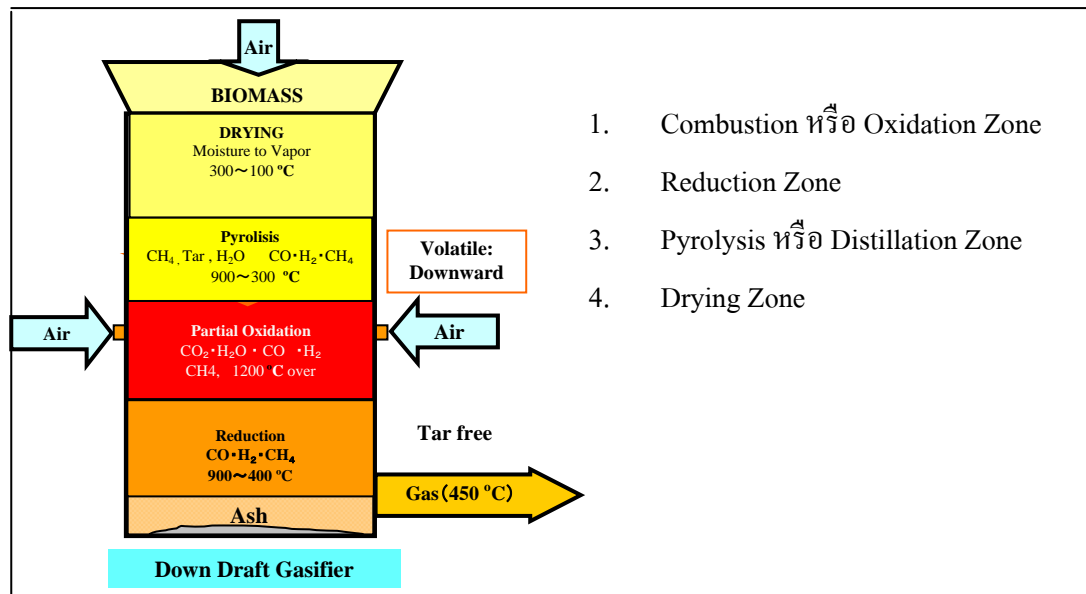 Air
BIOMASS
DRYING
Moisture to Vapor
300～100 ºC
Pyrolisis
CH₄ , Tar , H₂O CO･H₂･CH₄
900～300 ºC
Volatile:
Downward
Air
Partial Oxidation
CO₂･H₂O ･ CO ･H₂
CH4, 1200 ºC over
Air
Reduction
CO･H₂･CH₄
900～400 ºC
Tar free
Gas(450 ºC)
Ash
Down Draft Gasifier
1. Combustion หรือ Oxidation Zone
2. Reduction Zone
3. Pyrolysis หรือ Distillation Zone
4. Drying Zone